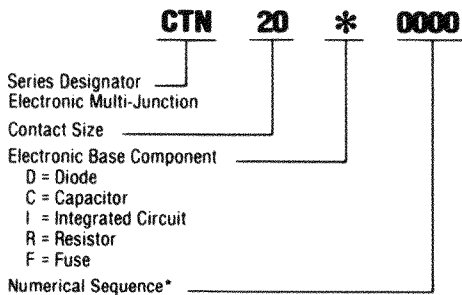 CTN 20 * 0000
Series Designator
Electronic Multi-Junction
Contact Size
Electronic Base Component
D = Diode
C = Capacitor
I = Integrated Circuit
R = Resistor
F = Fuse
Numerical Sequence*